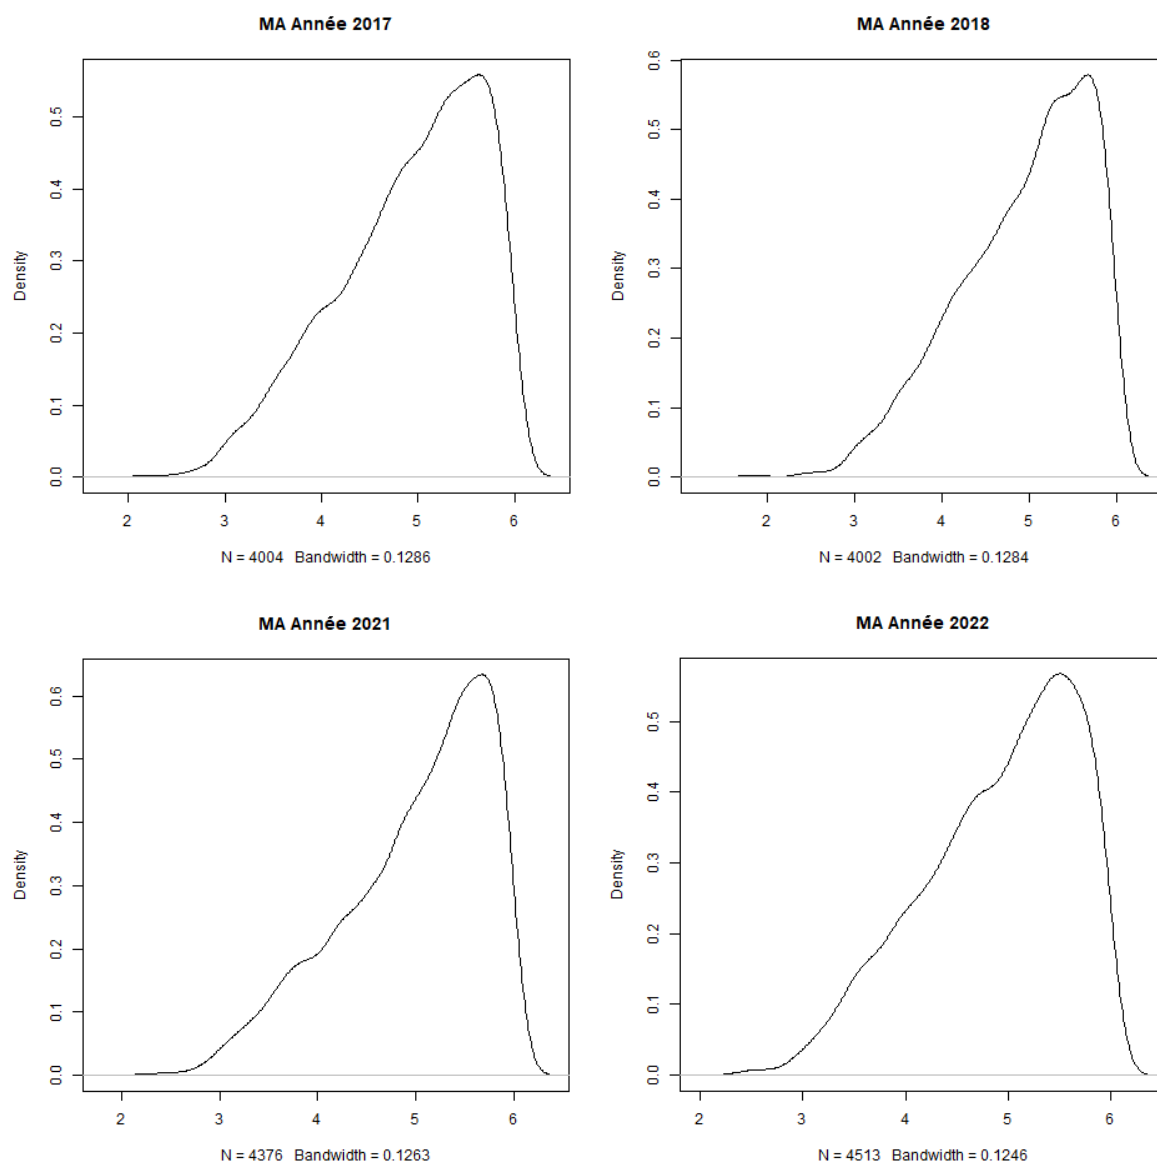 MA Année 2017
Density
0.0 0.1 0.2 0.3 0.4 0.5
2 3 4 5 6
N = 4004 Bandwidth = 0.1286
MA Année 2018
Density
0.0 0.1 0.2 0.3 0.4 0.5 0.6
2 3 4 5 6
N = 4002 Bandwidth = 0.1284
MA Année 2021
Density
0.0 0.1 0.2 0.3 0.4 0.5 0.6
2 3 4 5 6
N = 4376 Bandwidth = 0.1263
MA Année 2022
Density
0.0 0.1 0.2 0.3 0.4 0.5
2 3 4 5 6
N = 4513 Bandwidth = 0.1246